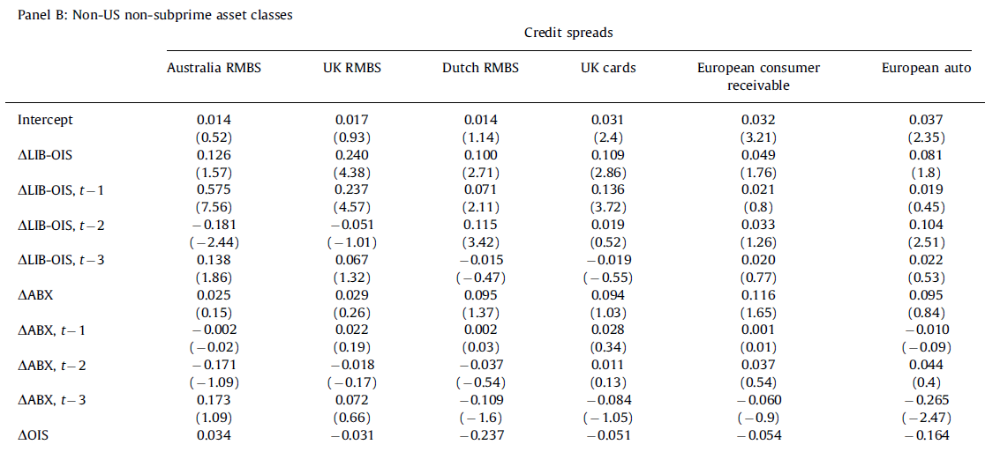 Panel B: Non-US non-subprime asset classes
Credit spreads
Australia RMBS UK RMBS Dutch RMBS UK cards European consumer receivable European auto
Intercept 0.014 0.017 0.014 0.031 0.032 0.037
(0.52) (0.93) (1.14) (2.4) (3.21) (2.35)
ΔLIB-OIS 0.126 0.240 0.100 0.109 0.049 0.081
(1.57) (4.38) (2.71) (2.86) (1.76) (1.8)
ΔLIB-OIS, t−1 0.575 0.237 0.071 0.136 0.021 0.019
(7.56) (4.57) (2.11) (3.72) (0.8) (0.45)
ΔLIB-OIS, t−2 −0.181 −0.051 0.115 0.019 0.033 0.104
(−2.44) (−1.01) (3.42) (0.52) (1.26) (2.51)
ΔLIB-OIS, t−3 0.138 0.067 −0.015 −0.019 0.020 0.022
(1.86) (1.32) (−0.47) (−0.55) (0.77) (0.53)
ΔABX 0.025 0.029 0.095 0.094 0.116 0.095
(0.15) (0.26) (1.37) (1.03) (1.65) (0.84)
ΔABX, t−1 −0.002 0.022 0.002 0.028 0.001 −0.010
(−0.02) (0.19) (0.03) (0.34) (0.01) (−0.09)
ΔABX, t−2 −0.171 −0.018 −0.037 0.011 0.037 0.044
(−1.09) (−0.17) (−0.54) (0.13) (0.54) (0.4)
ΔABX, t−3 0.173 0.072 −0.109 −0.084 −0.060 −0.265
(1.09) (0.66) (−1.6) (−1.05) (−0.9) (−2.47)
ΔOIS 0.034 −0.031 −0.237 −0.051 −0.054 −0.164